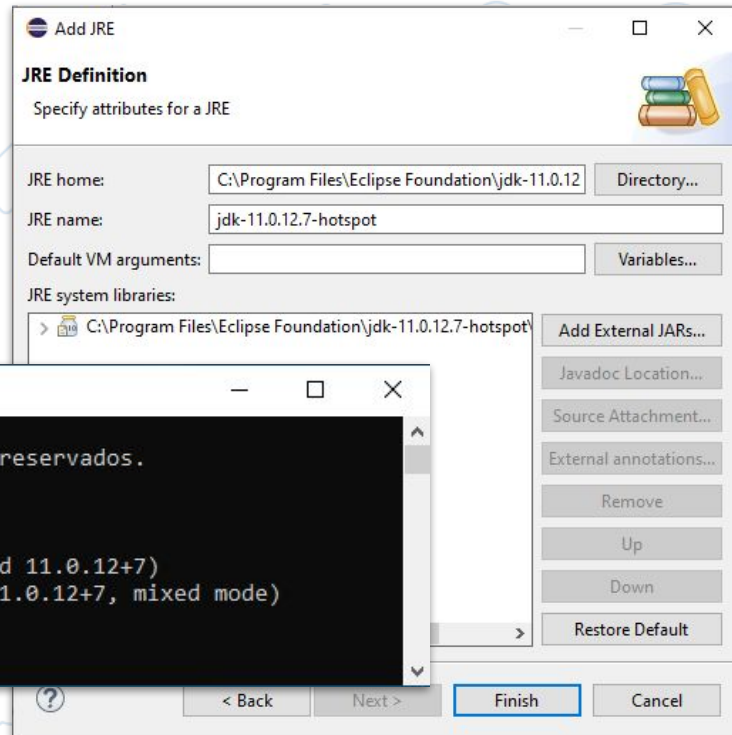 Add JRE
JRE Definition
Specify attributes for a JRE
JRE home:
C:\Program Files\Eclipse Foundation\jdk-11.0.12
Directory...
JRE name:
jdk-11.0.12.7-hotspot
Default VM arguments:
Variables...
JRE system libraries:
C:\Program Files\Eclipse Foundation\jdk-11.0.12.7-hotspot\
Add External JARs...
Javadoc Location...
Source Attachment...
External annotations...
Remove
Up
Down
Restore Default
reservados.
d 11.0.12+7)
1.0.12+7, mixed mode)
?
< Back
Next >
Finish
Cancel